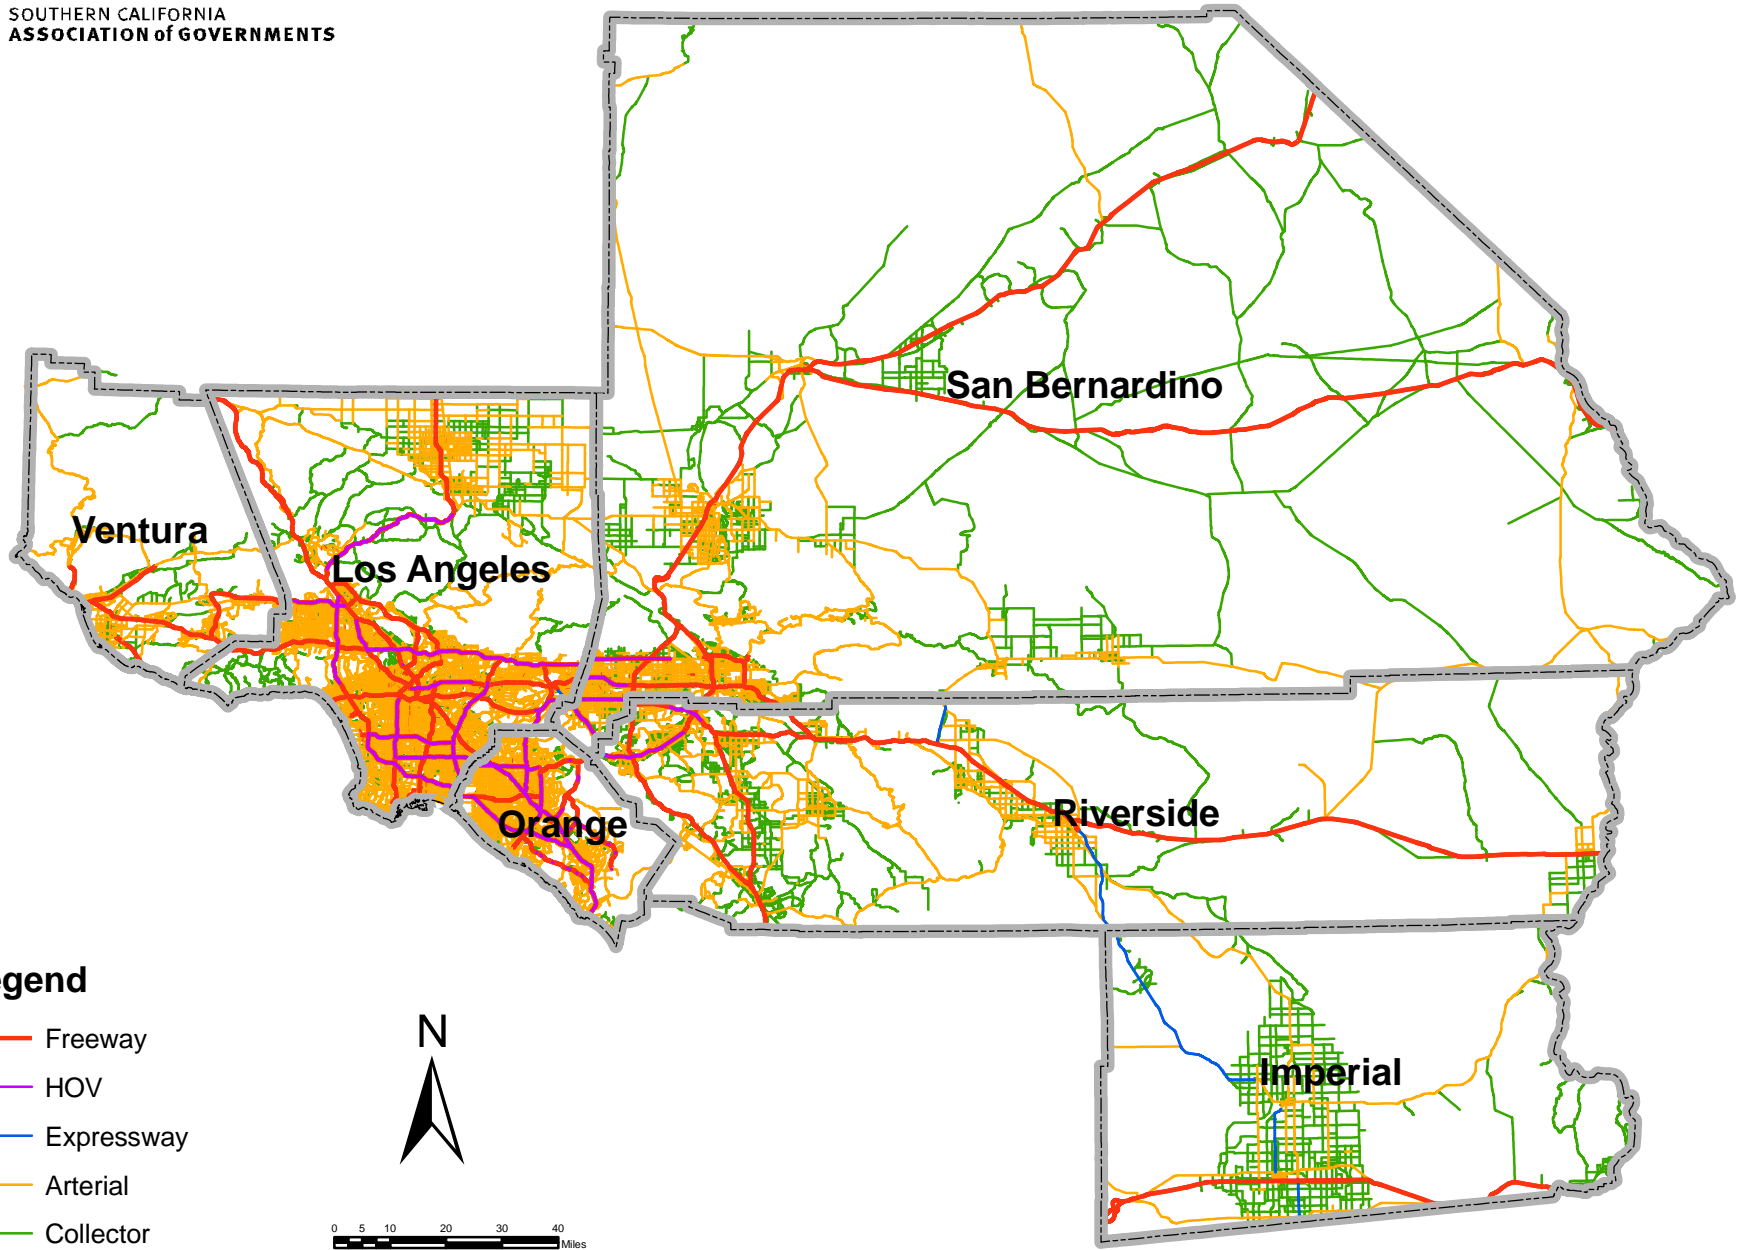 SOUTHERN CALIFORNIA
ASSOCIATION of GOVERNMENTS
San Bernardino
Ventura
Los Angeles
Riverside
Orange
Imperial
egend
Freeway
HOV
Expressway
Arterial
Collector
N
0 5 10 20 30 40
Miles